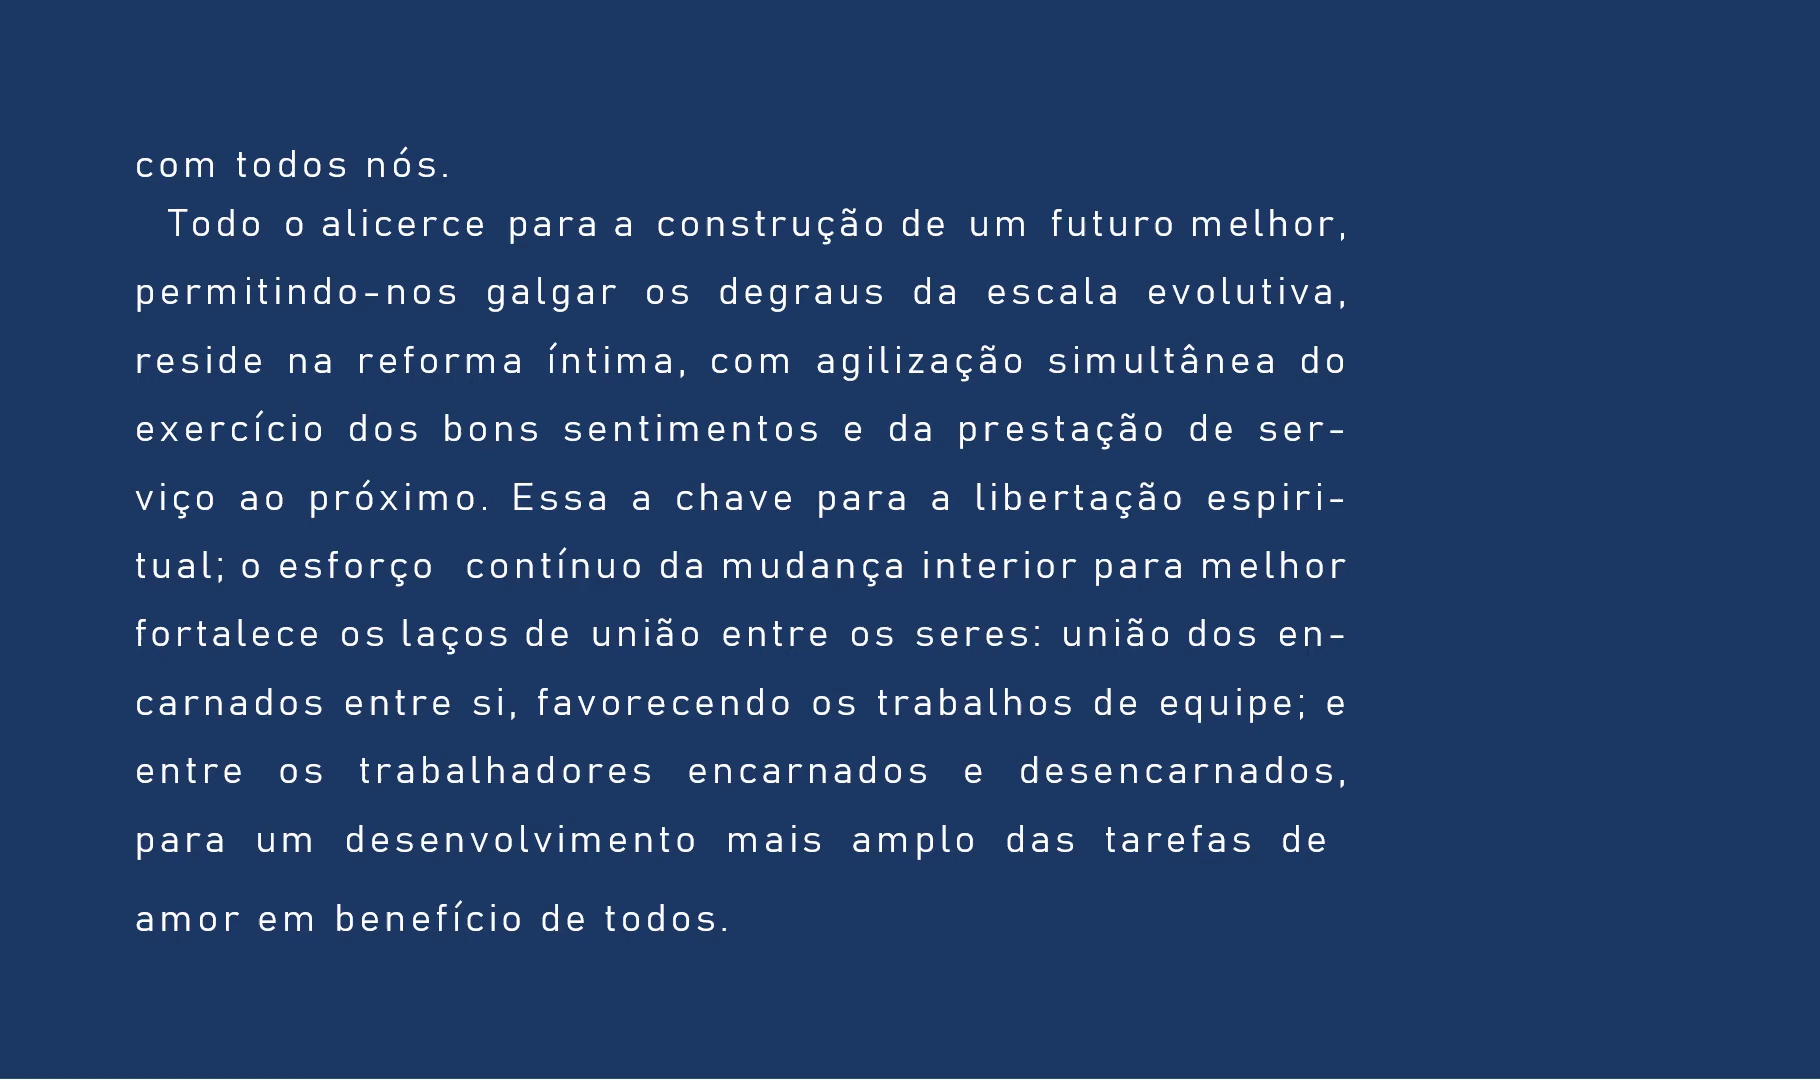 com todos nós.
Todo o alicerce para a construção de um futuro melhor,
permitindo-nos galgar os degraus da escala evolutiva,
reside na reforma íntima, com agilização simultânea do
exercício dos bons sentimentos e da prestação de ser-
viço ao próximo. Essa a chave para a libertação espiri-
tual; o esforço contínuo da mudança interior para melhor
fortalece os laços de união entre os seres: união dos en-
carnados entre si, favorecendo os trabalhos de equipe; e
entre os trabalhadores encarnados e desencarnados,
para um desenvolvimento mais amplo das tarefas de
amor em benefício de todos.